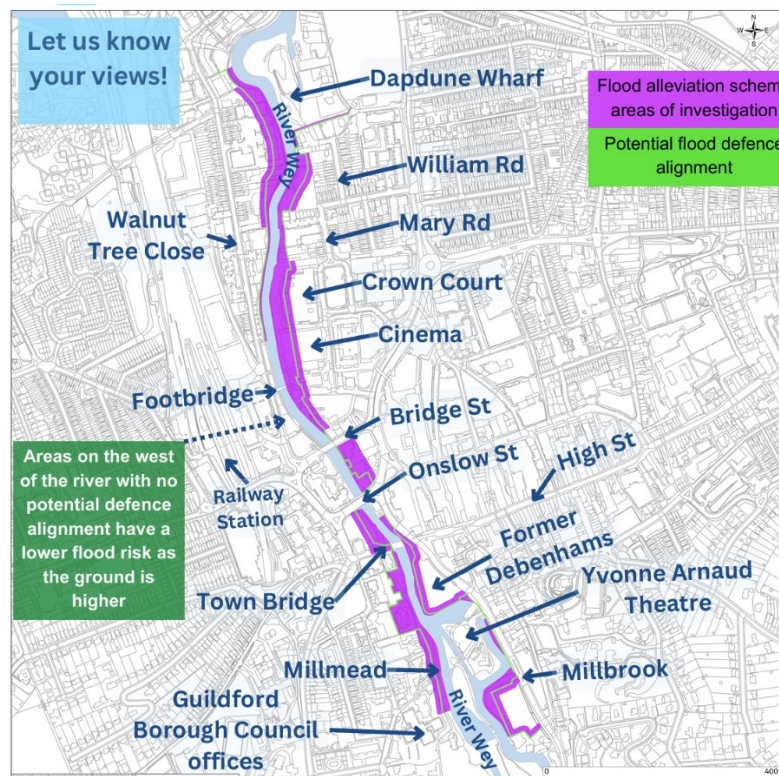 Let us know
your views!
N
W
E
S
Dapdune Wharf
Flood alleviation schem
areas of investigation
Potential flood defence
alignment
River Wey
William Rd
Walnut
Tree Close
Mary Rd
Crown Court
Cinema
Footbridge
Bridge St
Areas on the west
of the river with no
potential defence
alignment have a
lower flood risk as
the ground is
higher
Onslow St
High St
Railway
Station
Former
Debenhams
Yvonne Arnaud
Theatre
Town Bridge
Millmead
Millbrook
Guildford
Borough Council
offices
River Wey
0
400